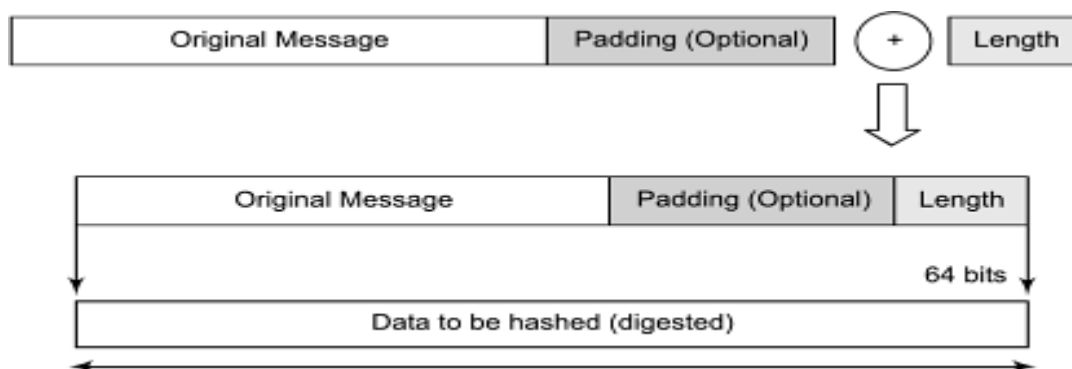 Original Message Padding (Optional) + Length
Original Message Padding (Optional) Length
64 bits
Data to be hashed (digested)